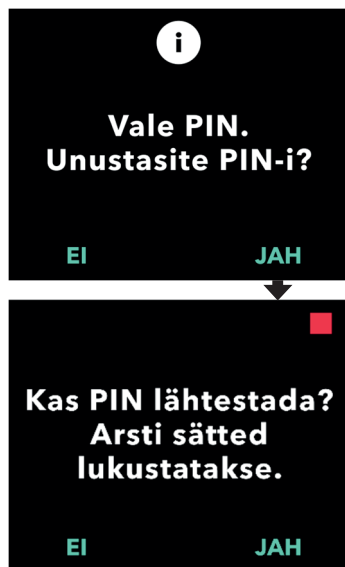 i
Vale PIN.
Unustasite PIN-i?
EI JAH
Kas PIN lähtestada?
Arsti sätted
lukustatakse.
EI JAH